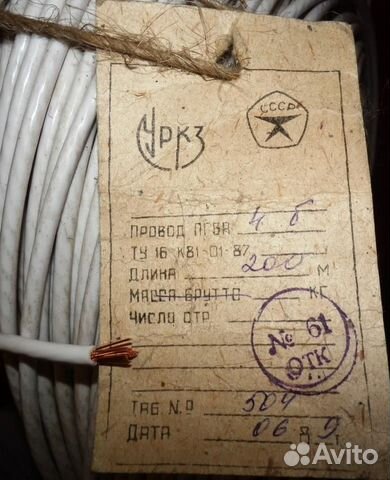 УРКЗ
СССР
ПРОВОД ПГВА 4 б
ТУ 16 К81-01-87
ДЛИНА 200 М
МАССА БРУТТО КГ
ЧИСЛО ОТР.
№ 61
ОТК
ТАБ. № 504
ДАТА 06 89
Avito